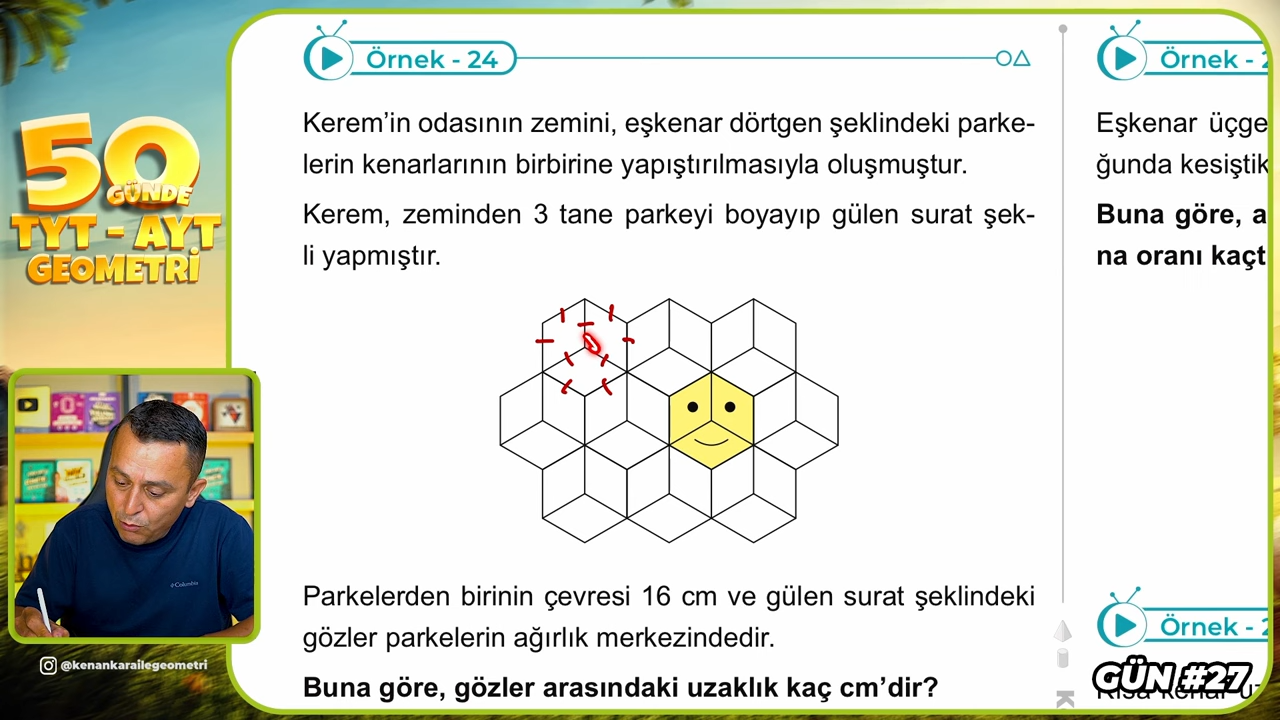 50
GÜNDE
TYT - AYT
GEOMETRİ
Örnek - 24
Kerem’in odasının zemini, eşkenar dörtgen şeklindeki parke-
lerin kenarlarının birbirine yapıştırılmasıyla oluşmuştur.
Kerem, zeminden 3 tane parkeyi boyayıp gülen surat şek-
li yapmıştır.
Parkelerden birinin çevresi 16 cm ve gülen surat şeklindeki
gözler parkelerin ağırlık merkezindedir.
Buna göre, gözler arasındaki uzaklık kaç cm’dir?
Örnek - 2
Eşkenar üçge
ğunda kesiştik
Buna göre, a
na oranı kaçt
Örnek - 2
GÜN #27
Columbia
@kenankarailegeometri